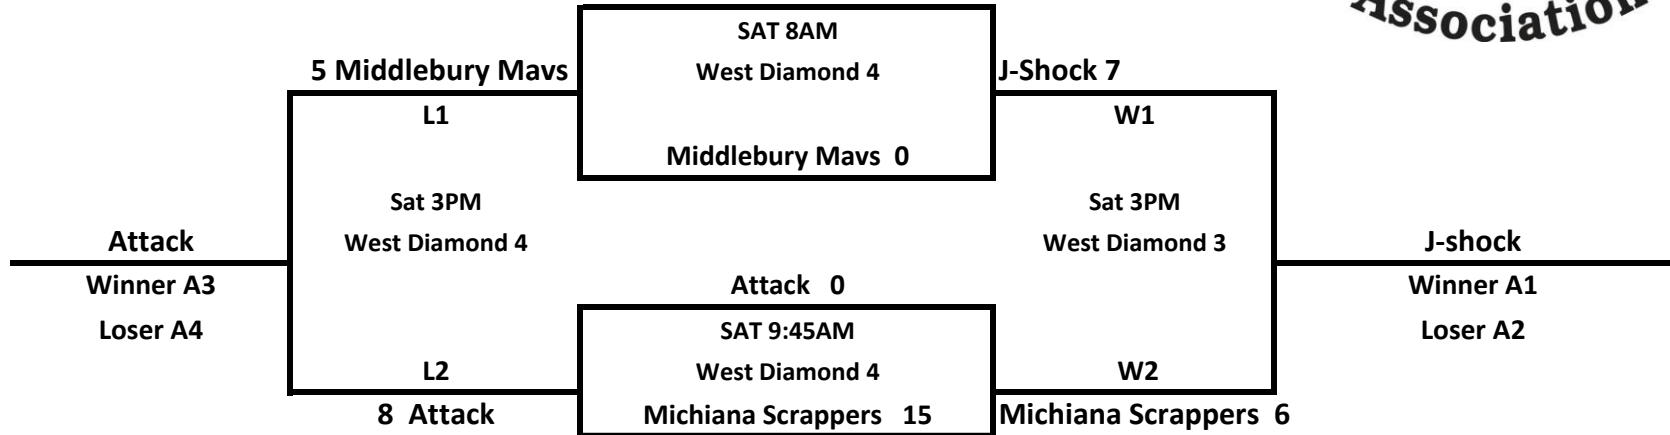 Association
SAT 8AM
5 Middlebury Mavs
West Diamond 4
J-Shock 7
L1
W1
Middlebury Mavs 0
Sat 3PM
Sat 3PM
Attack
West Diamond 4
West Diamond 3
J-shock
Winner A3
Attack 0
Winner A1
Loser A4
SAT 9:45AM
Loser A2
L2
West Diamond 4
W2
8 Attack
Michiana Scrappers 15
Michiana Scrappers 6